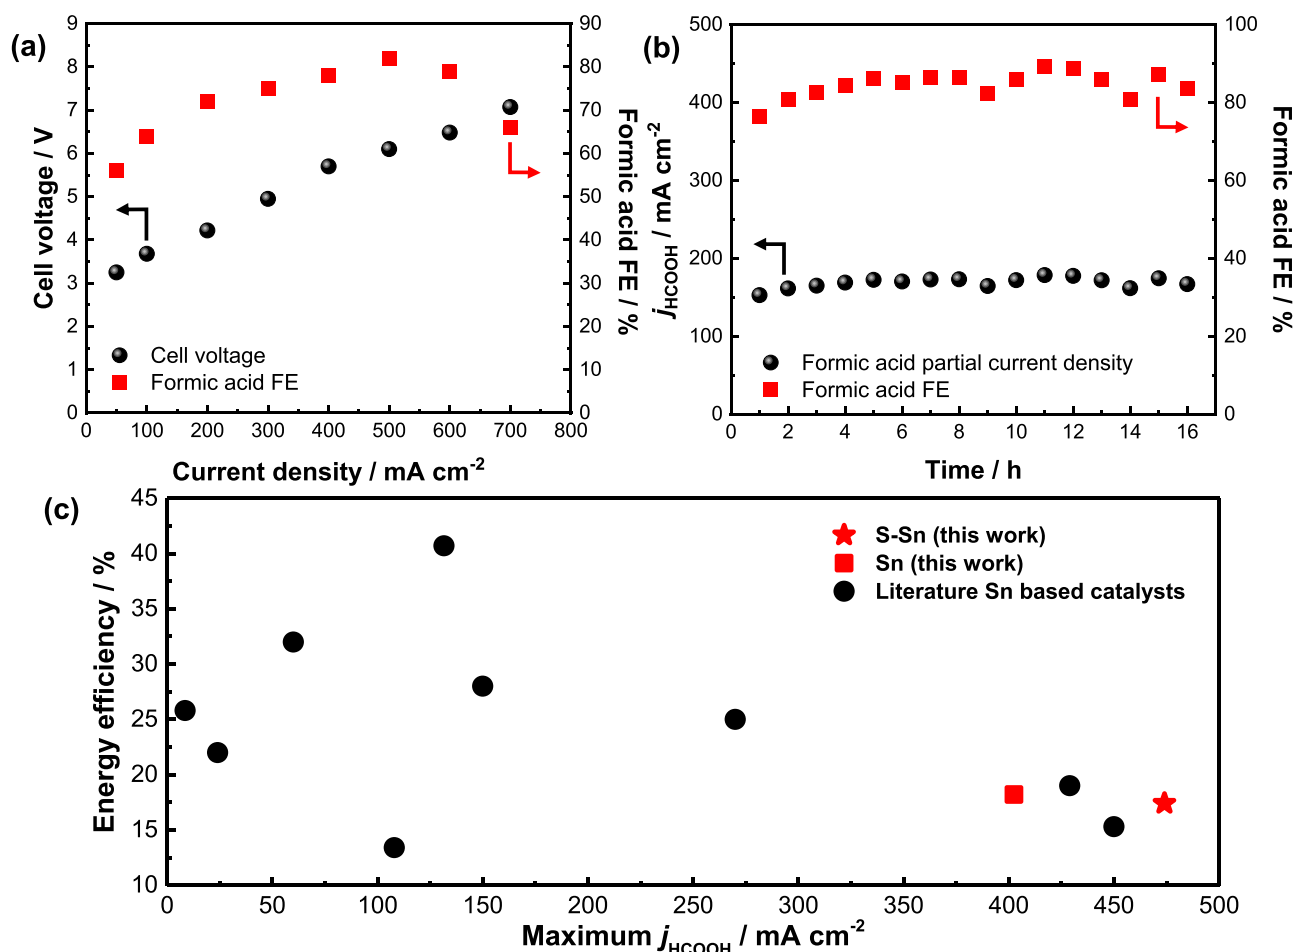 (a)
9
8
7
6
5
4
3
2
1
0
Cell voltage / V
90
80
70
60
50
40
30
20
10
0
Formic acid FE / %
Cell voltage
Formic acid FE
0 100 200 300 400 500 600 700 800
Current density / mA cm⁻²
(b)
500
400
300
200
100
0
j_HCOOH / mA cm⁻²
100
80
60
40
20
0
Formic acid FE / %
Formic acid partial current density
Formic acid FE
0 2 4 6 8 10 12 14 16
Time / h
(c)
45
40
35
30
25
20
15
10
Energy efficiency / %
S-Sn (this work)
Sn (this work)
Literature Sn based catalysts
0 50 100 150 200 250 300 350 400 450 500
Maximum j_HCOOH / mA cm⁻²